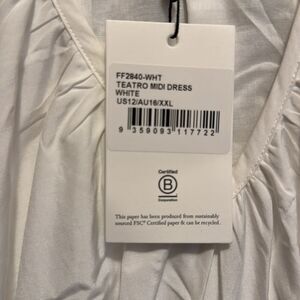 FF2840-WHT
TEATRO MIDI DRESS
WHITE
US12/AU16/XXL
9 359093 117722
Certified
B
Corporation
This paper has been produced from sustainably
sourced FSC® Certified paper & can be recycled.